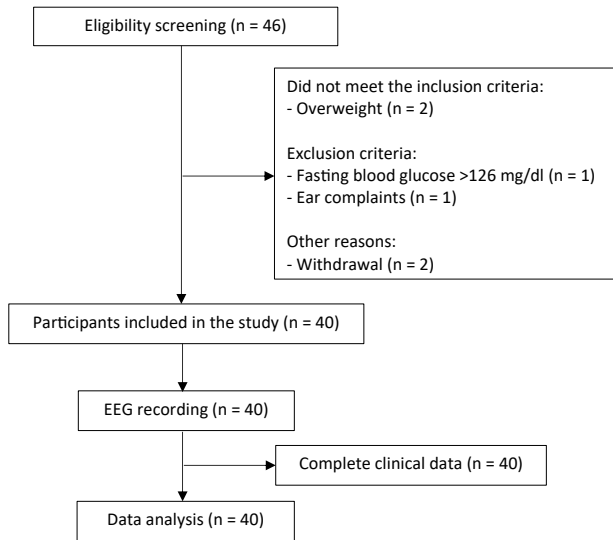 Eligibility screening (n = 46)
Did not meet the inclusion criteria:
- Overweight (n = 2)
Exclusion criteria:
- Fasting blood glucose >126 mg/dl (n = 1)
- Ear complaints (n = 1)
Other reasons:
- Withdrawal (n = 2)
Participants included in the study (n = 40)
EEG recording (n = 40)
Complete clinical data (n = 40)
Data analysis (n = 40)